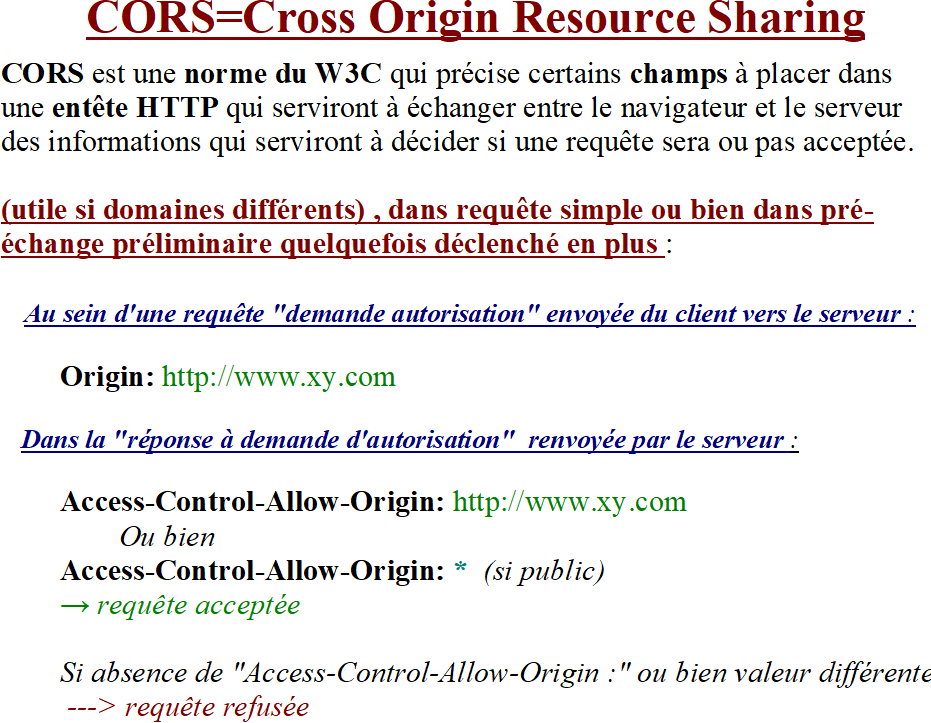 CORS=Cross Origin Resource Sharing
CORS est une norme du W3C qui précise certains champs à placer dans
une entête HTTP qui serviront à échanger entre le navigateur et le serveur
des informations qui serviront à décider si une requête sera ou pas acceptée.
(utile si domaines différents) , dans requête simple ou bien dans pré-
échange préliminaire quelquefois déclenché en plus :
Au sein d'une requête "demande autorisation" envoyée du client vers le serveur :
Origin: http://www.xy.com
Dans la "réponse à demande d'autorisation" renvoyée par le serveur :
Access-Control-Allow-Origin: http://www.xy.com
Ou bien
Access-Control-Allow-Origin: * (si public)
→ requête acceptée
Si absence de "Access-Control-Allow-Origin :" ou bien valeur différente
---> requête refusée